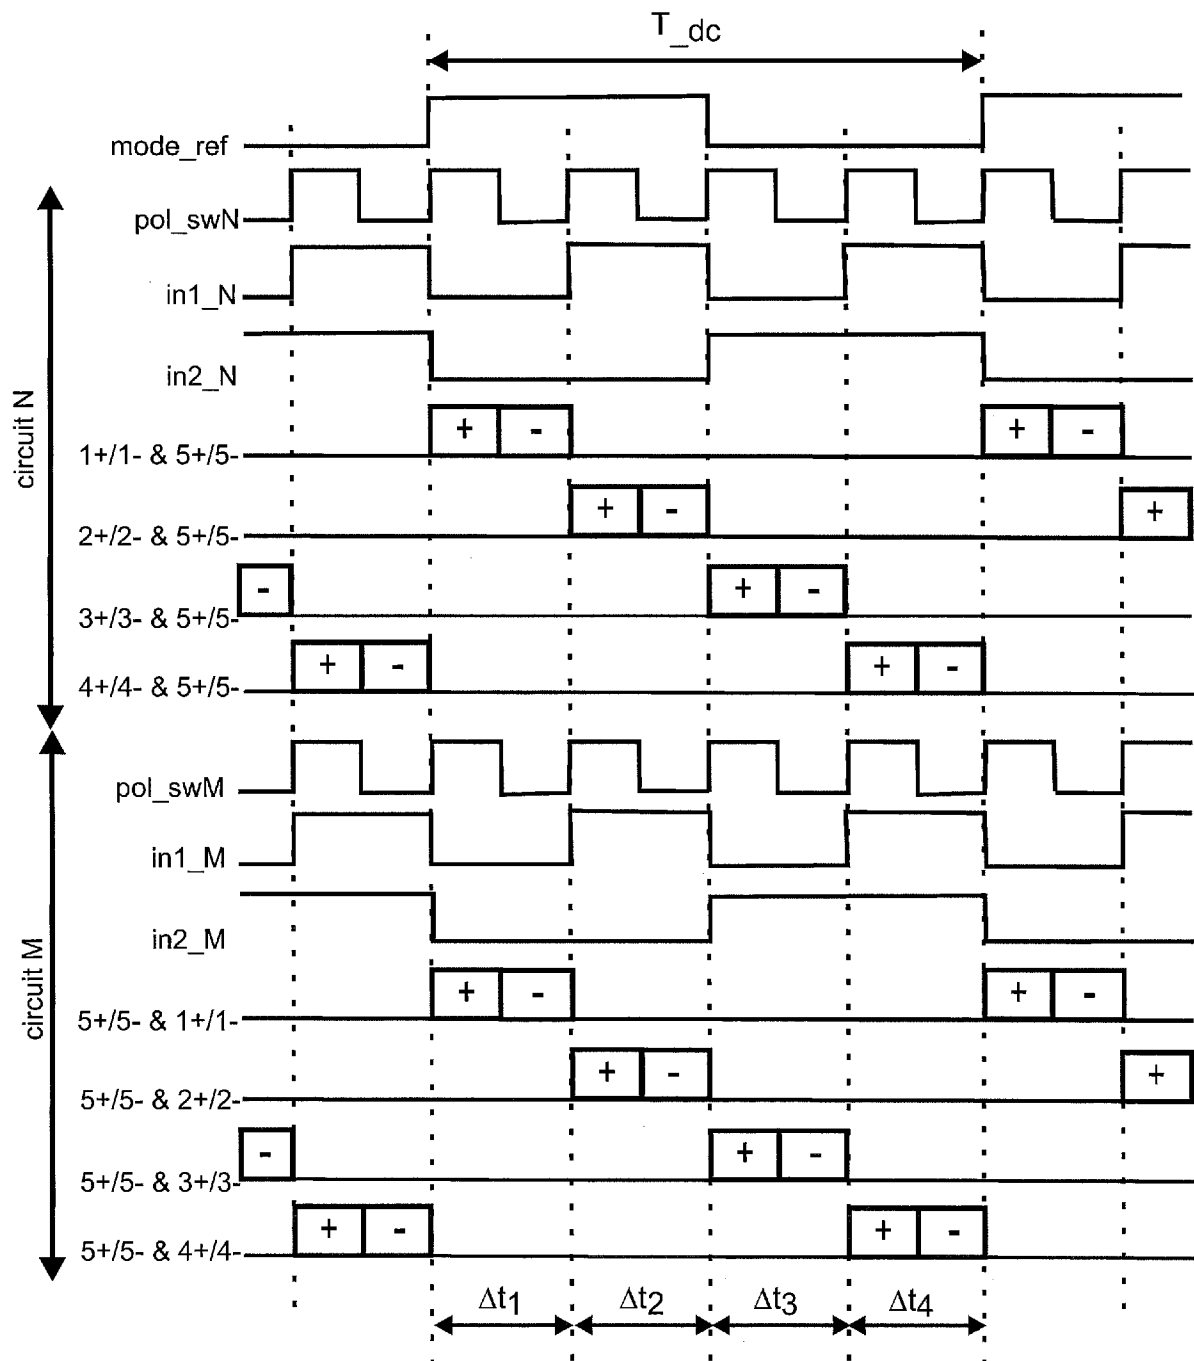 T_dc
mode_ref
pol_swN
in1_N
in2_N
circuit N
+ - + -
1+/1- & 5+/5-
+ - +
2+/2- & 5+/5-
- + -
3+/3- & 5+/5-
+ - + -
4+/4- & 5+/5-
pol_swM
in1_M
in2_M
circuit M
+ - + -
5+/5- & 1+/1-
+ - +
5+/5- & 2+/2-
- + -
5+/5- & 3+/3-
+ - + -
5+/5- & 4+/4-
Δt1 Δt2 Δt3 Δt4